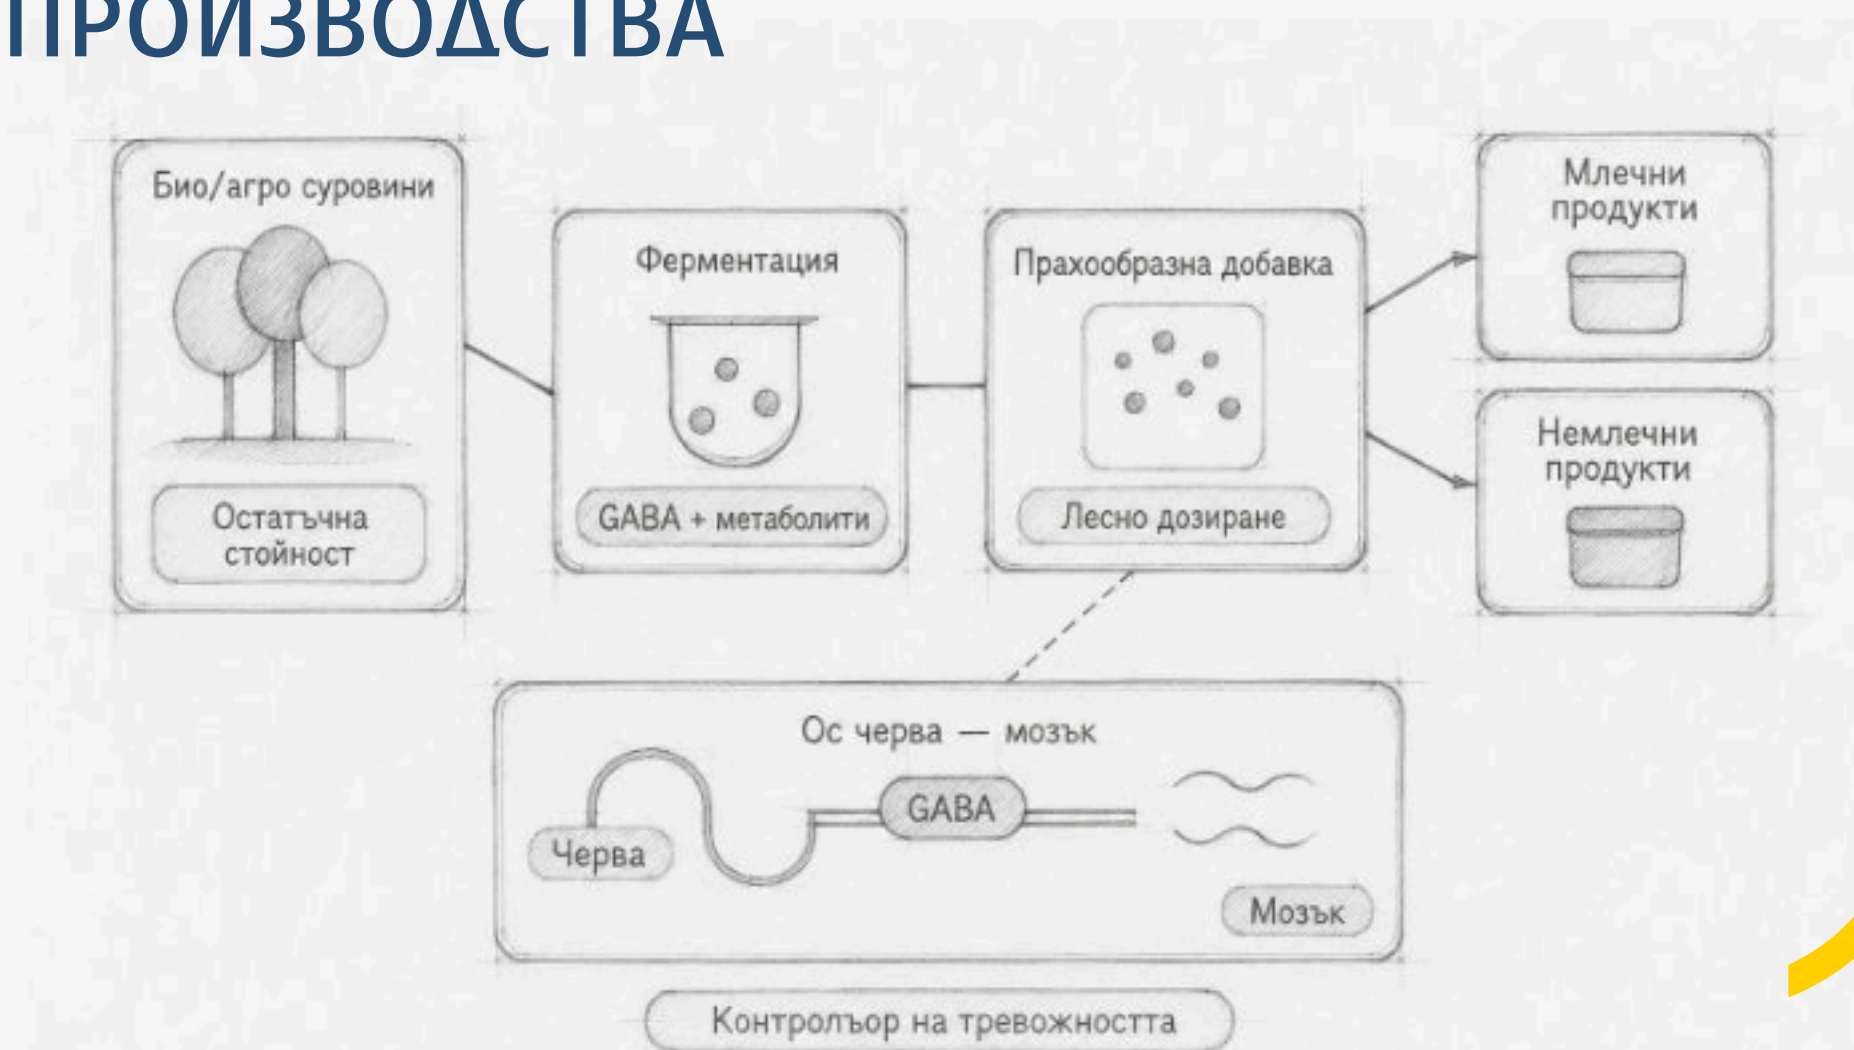 ПРОИЗВОДСТВА
Био/агро суровини
Остатъчна
стойност
Ферментация
GABA + метаболити
Прахообразна добавка
Лесно дозиране
Млечни
продукти
Немлечни
продукти
Ос черва — мозък
Черва
GABA
Мозък
Контролъор на тревожността